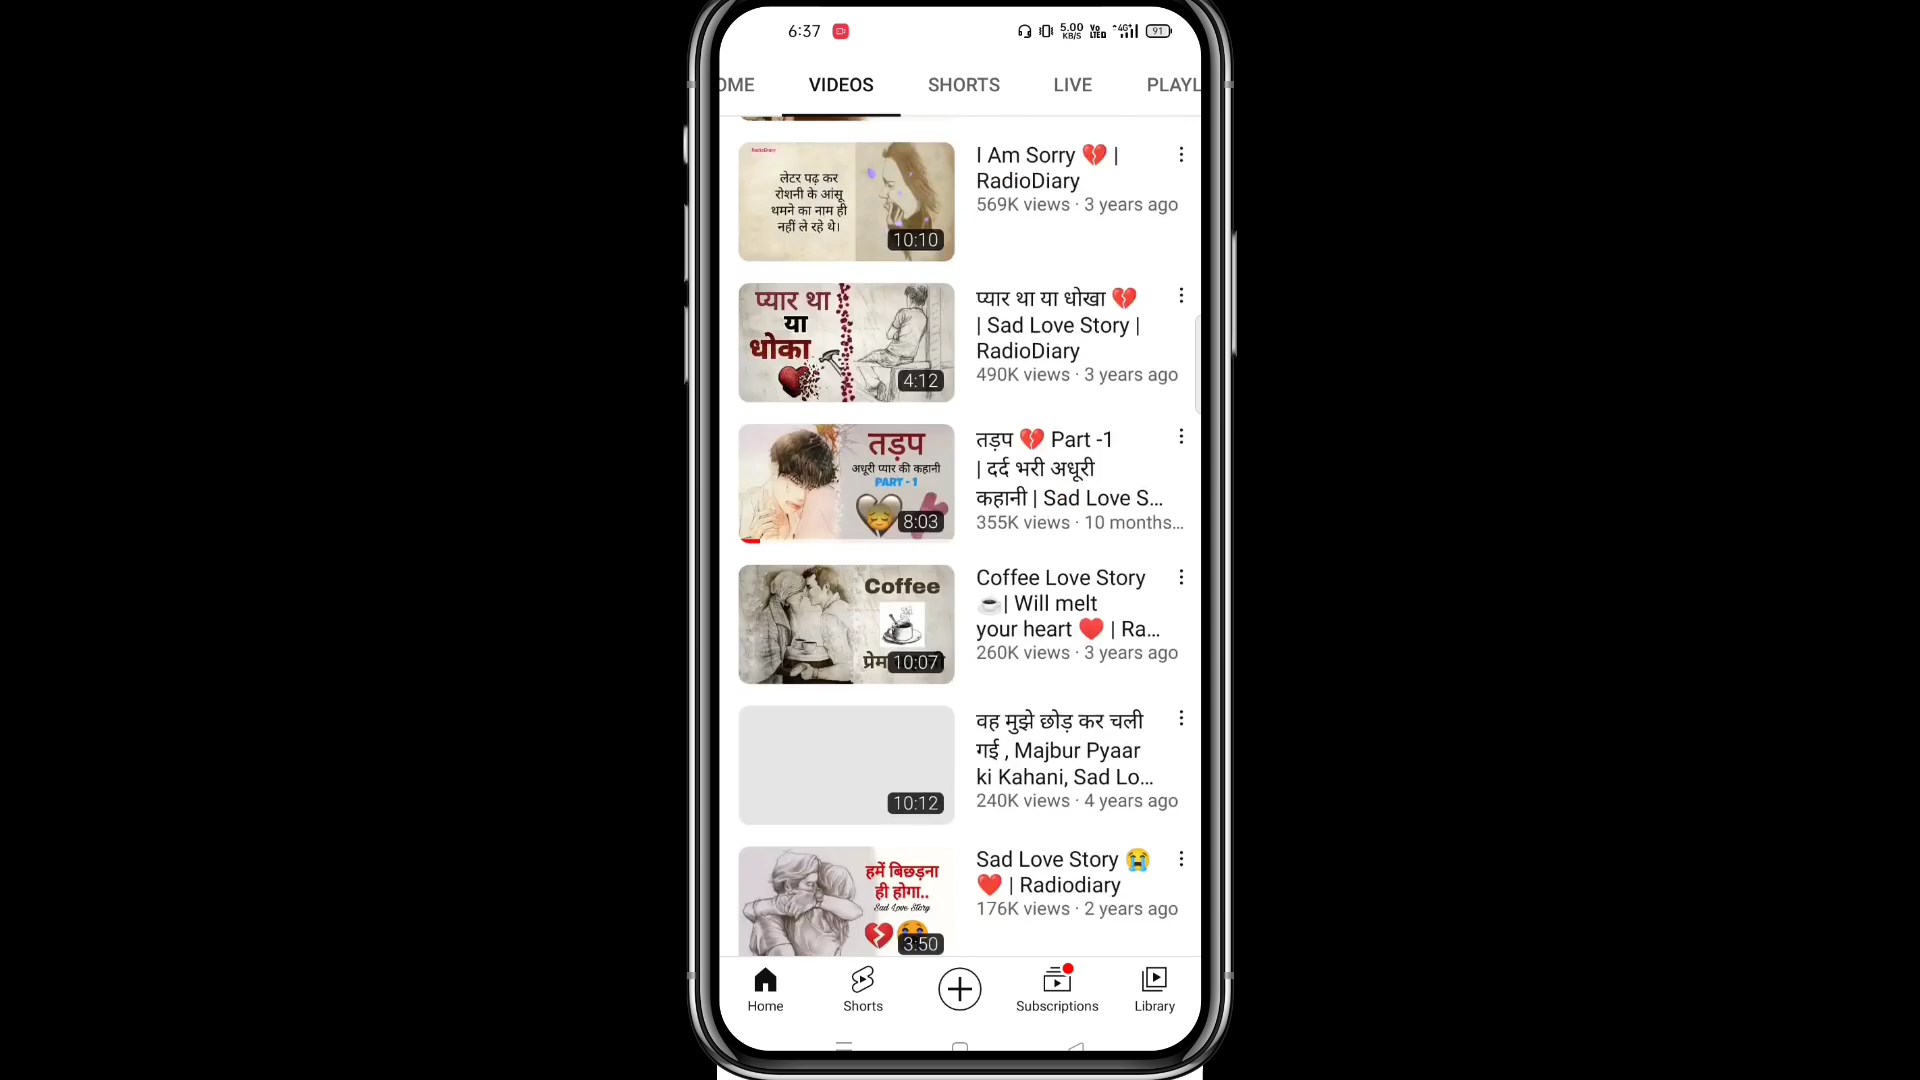 6:37
5.00 KB/S
Vo LTE
4G+
91
VIDEOS
SHORTS
LIVE
RadioDiary
लेटर पढ़ कर
रोशनी के आंसू
थमने का नाम ही
नहीं ले रहे थे।
10:10
I Am Sorry 💔 |
RadioDiary
569K views · 3 years ago
प्यार था
या
धोका
4:12
प्यार था या धोखा 💔
| Sad Love Story |
RadioDiary
490K views · 3 years ago
तड़प
अधूरी प्यार की कहानी
PART - 1
8:03
तड़प 💔 Part -1
| दर्द भरी अधूरी
कहानी | Sad Love S...
355K views · 10 months...
Coffee
प्रेम
10:07
Coffee Love Story
☕| Will melt
your heart ❤️ | Ra...
260K views · 3 years ago
10:12
वह मुझे छोड़ कर चली
गई , Majbur Pyaar
ki Kahani, Sad Lo...
240K views · 4 years ago
हमें बिछड़ना
ही होगा..
Sad Love Story
3:50
Sad Love Story 😭
❤️ | Radiodiary
176K views · 2 years ago
Home
Shorts
Subscriptions
Library